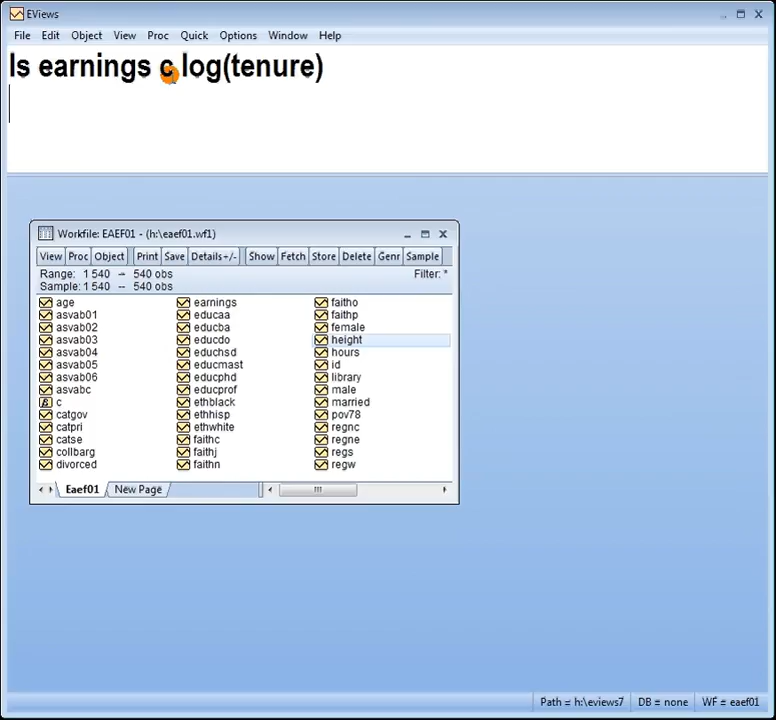 EViews
File Edit Object View Proc Quick Options Window Help
ls earnings c log(tenure)
Workfile: EAEF01 - (h:\eaef01.wf1)
View Proc Object Print Save Details+/- Show Fetch Store Delete Genr Sample
Range: 1 540 -- 540 obs Filter: *
Sample: 1 540 -- 540 obs
age earnings faitho
asvab01 educaa faithp
asvab02 educba female
asvab03 educdo height
asvab04 educhsd hours
asvab05 educmast id
asvab06 educphd library
asvabc educprof male
c ethblack married
catgov ethhisp pov78
catpri ethwhite regnc
catse faithc regne
collbarg faithj regs
divorced faithn regw
Eaef01 New Page
Path = h:\eviews7 DB = none WF = eaef01